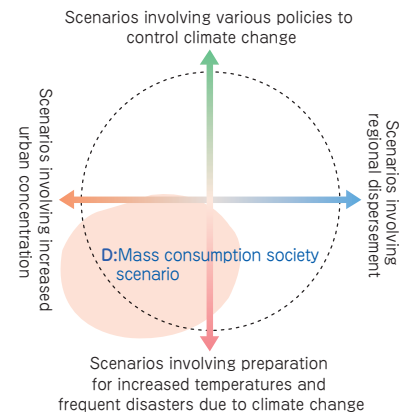 Scenarios involving various policies to
control climate change
Scenarios involving increased
urban concentration
Scenarios involving
regional dispersement
D:Mass consumption society
scenario
Scenarios involving preparation
for increased temperatures and
frequent disasters due to climate change